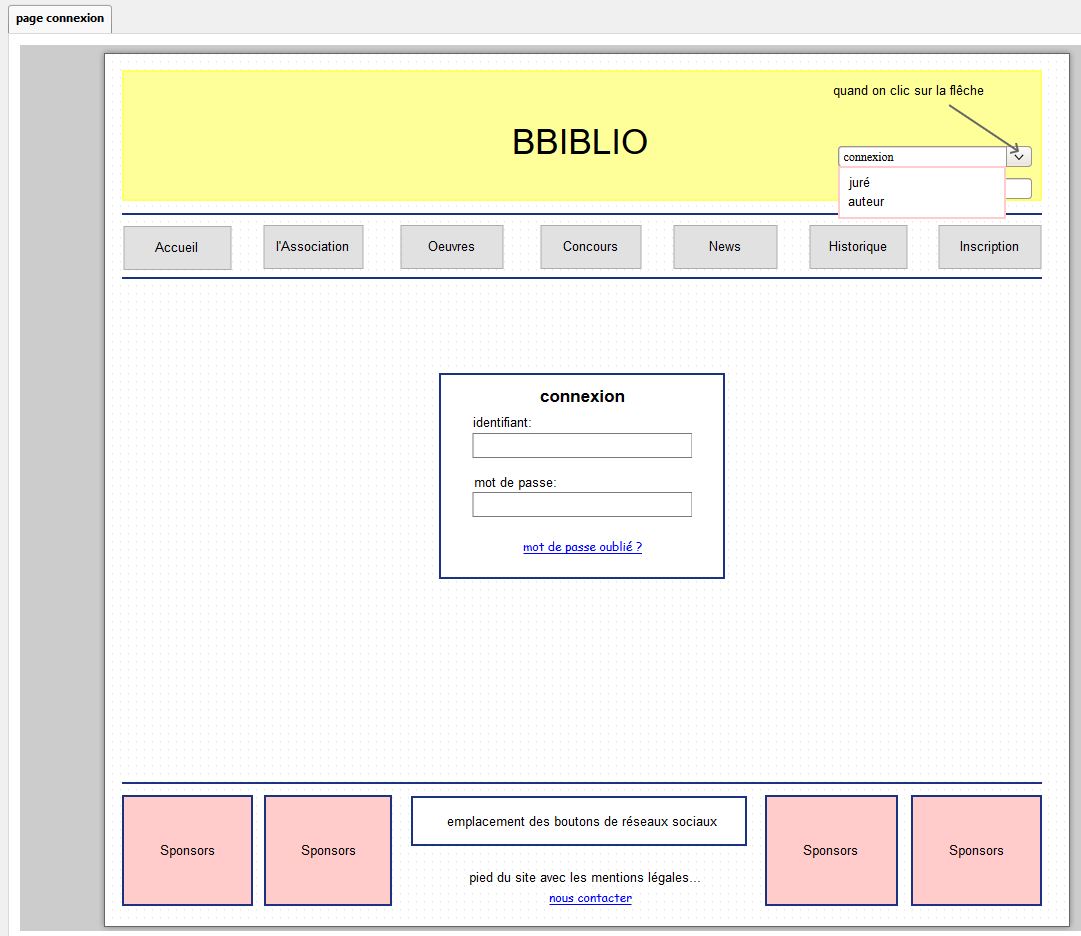 page connexion
quand on clic sur la flêche
BBIBLIO
connexion
juré
auteur
Accueil
l'Association
Oeuvres
Concours
News
Historique
Inscription
connexion
identifiant:
mot de passe:
mot de passe oublié ?
Sponsors
Sponsors
emplacement des boutons de réseaux sociaux
pied du site avec les mentions légales...
nous contacter
Sponsors
Sponsors